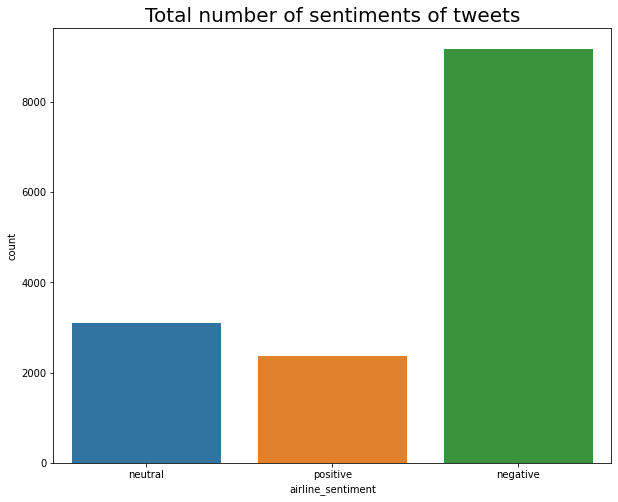 Total number of sentiments of tweets
8000
6000
4000
2000
0
count
neutral positive negative
airline_sentiment